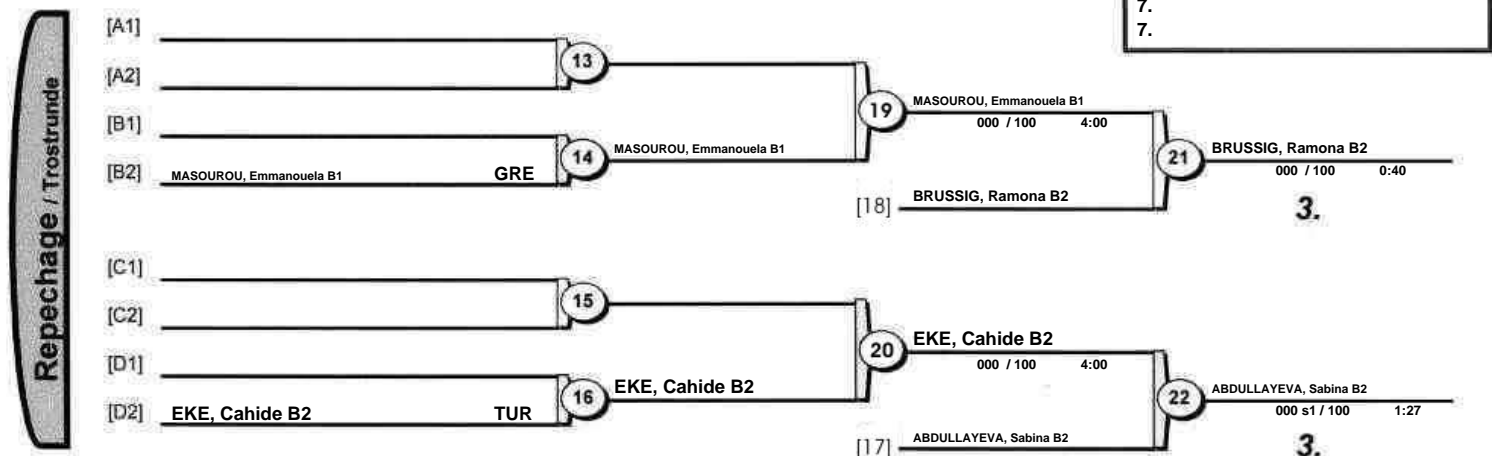 7.
7.
Repechage / Trostrunde
[A1]
[A2]
13
[B1]
[B2] MASOUROU, Emmanouela B1 GRE
14
MASOUROU, Emmanouela B1
19
MASOUROU, Emmanouela B1
000 / 100 4:00
[18] BRUSSIG, Ramona B2
21
BRUSSIG, Ramona B2
000 / 100 0:40
3.
[C1]
[C2]
15
[D1]
[D2] EKE, Cahide B2 TUR
16
EKE, Cahide B2
20
EKE, Cahide B2
000 / 100 4:00
[17] ABDULLAYEVA, Sabina B2
22
ABDULLAYEVA, Sabina B2
000 s1 / 100 1:27
3.